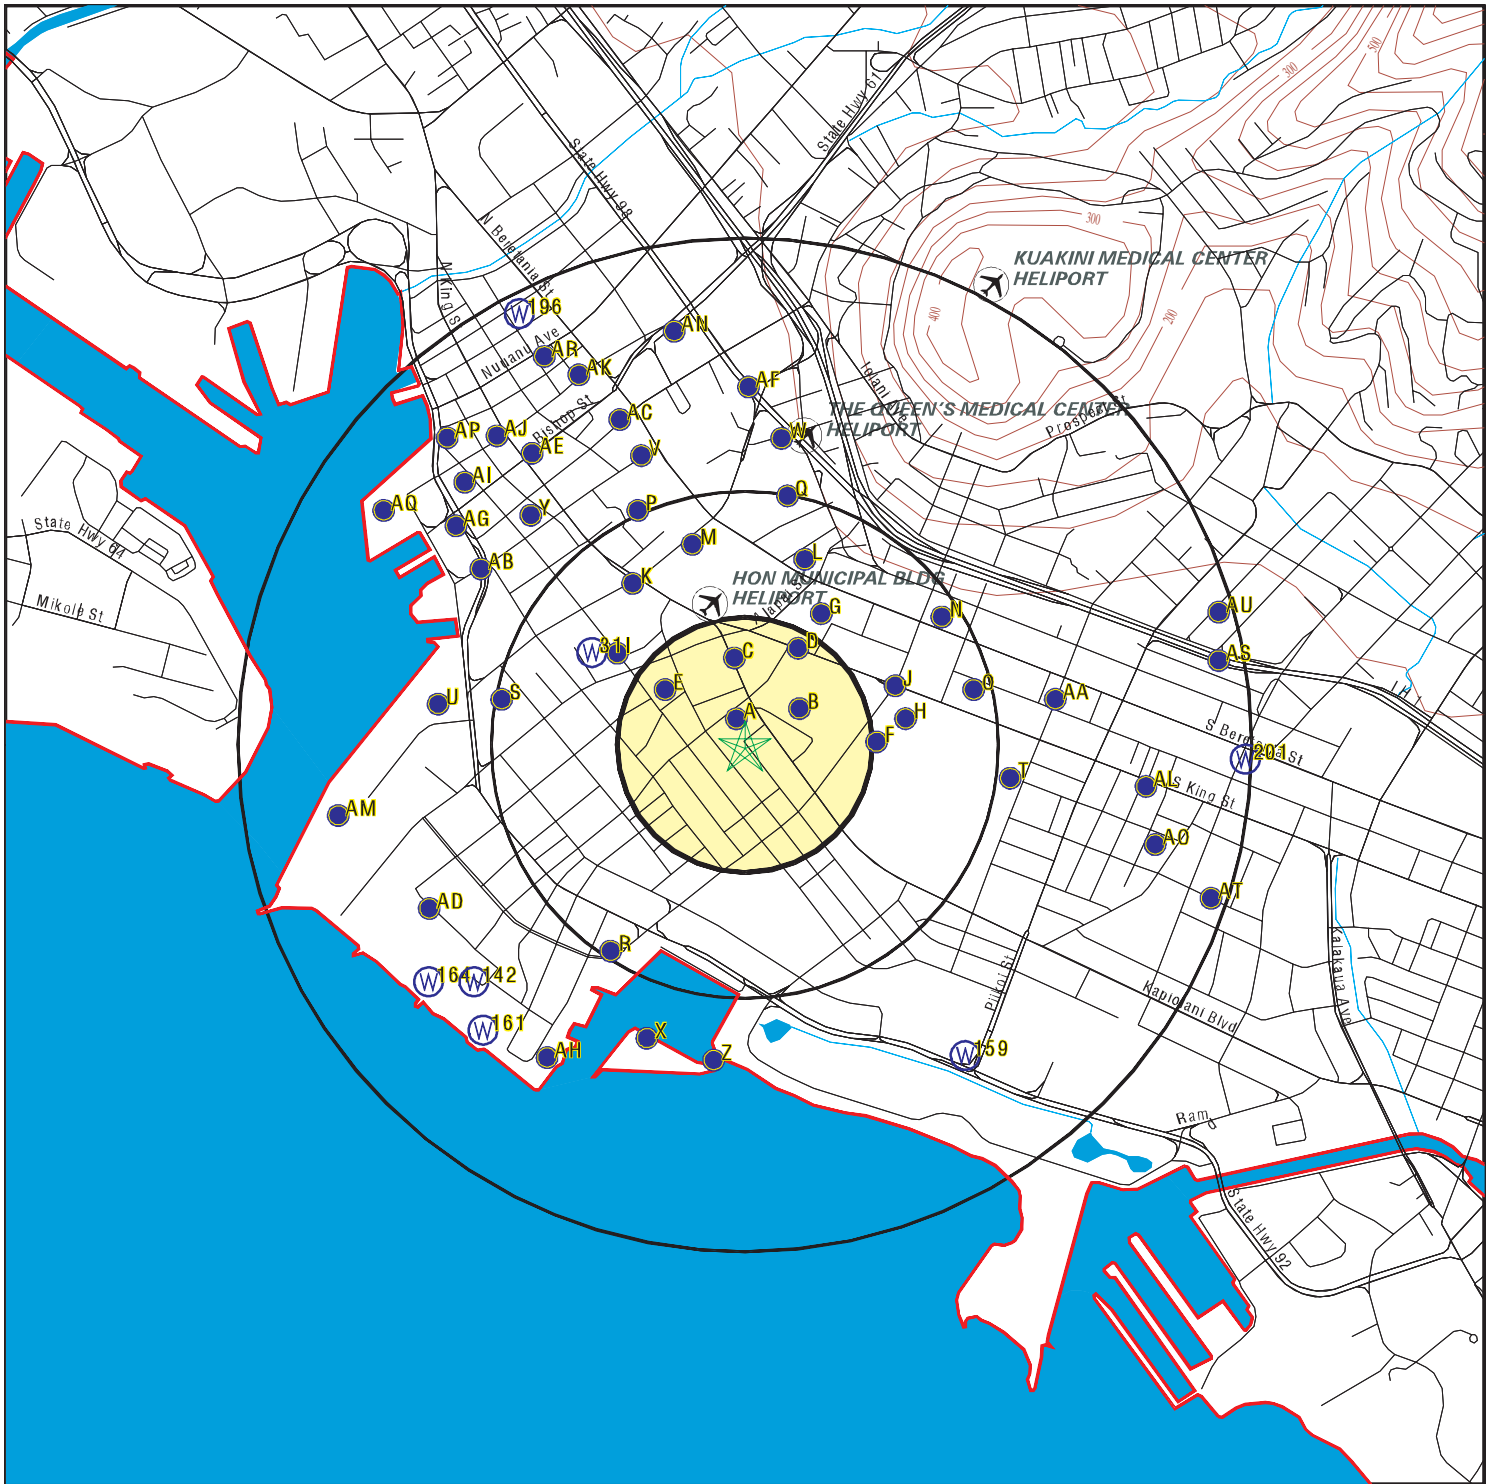 500
300
State Hwy 61
State Hwy 98
300
N Beretania St
KUAKINI MEDICAL CENTER
HELIPORT
N King S
196
400
200
AN
Nuuanu Ave
AR
AK
AF
THE QUEEN'S MEDICAL CENTER
HELIPORT
Prospect St
Bishop St
AC
AP
AJ
AE
V
W
AI
Q
AQ
Y
P
AG
State Hwy 64
M
L
AB
K
HON MUNICIPAL BLDG
HELIPORT
Mikole St
G
N
AU
31
I
D
C
AS
E
J
O
AA
I H
U
S
A
B
H
F
S Beretania St
201
T
AL
S King St
AM
AO
AT
AD
R
Kalakaua Ave
164
142
Piikoi St
Kapiolani Blvd
161
X
AH
Z
159
Ramp
State Hwy 92